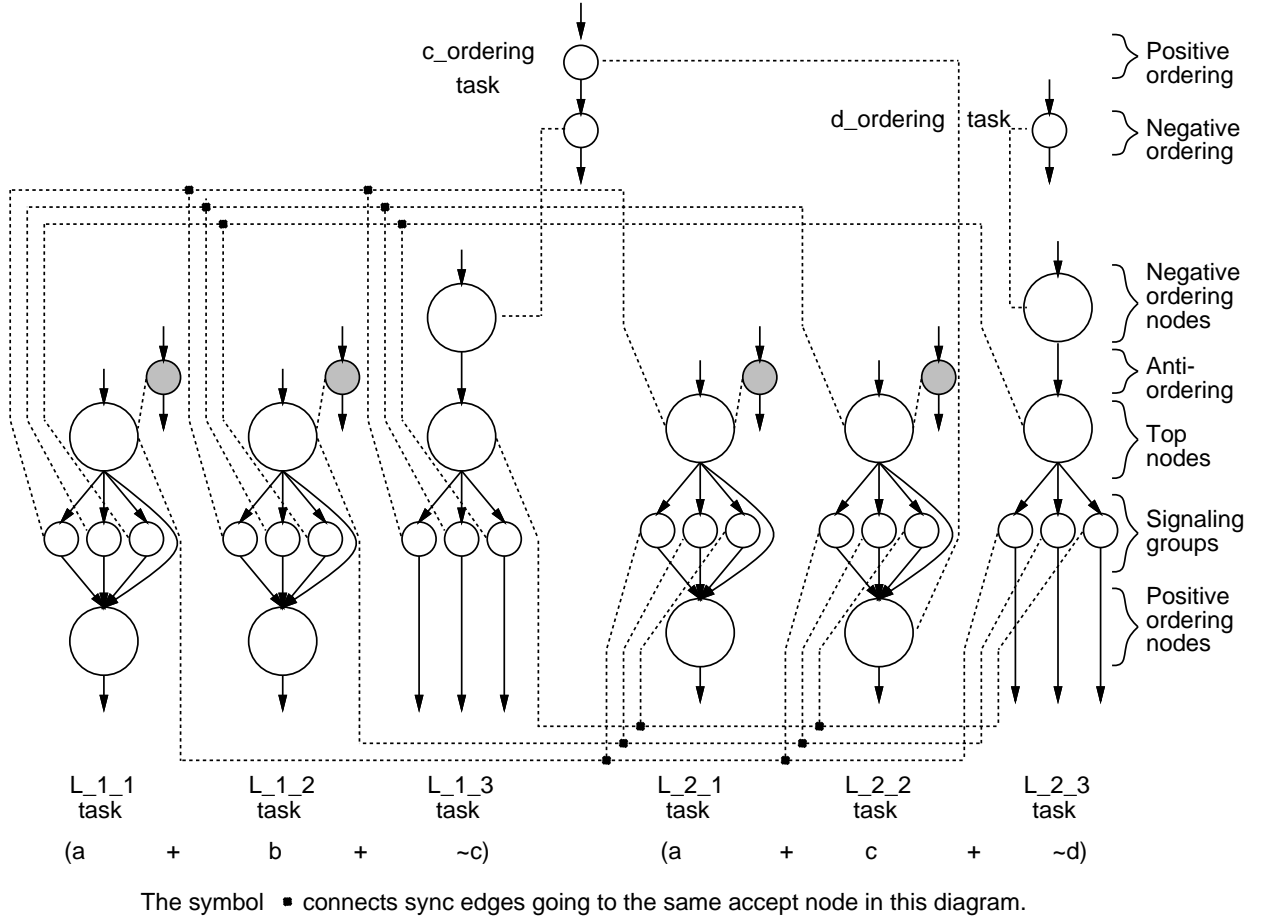 c_ordering
task
Positive
ordering
d_ordering task
Negative
ordering
Negative
ordering
nodes
Anti-
ordering
Top
nodes
Signaling
groups
Positive
ordering
nodes
L_1_1
task
L_1_2
task
L_1_3
task
L_2_1
task
L_2_2
task
L_2_3
task
(a + b + ~c) (a + c + ~d)
The symbol ▪ connects sync edges going to the same accept node in this diagram.